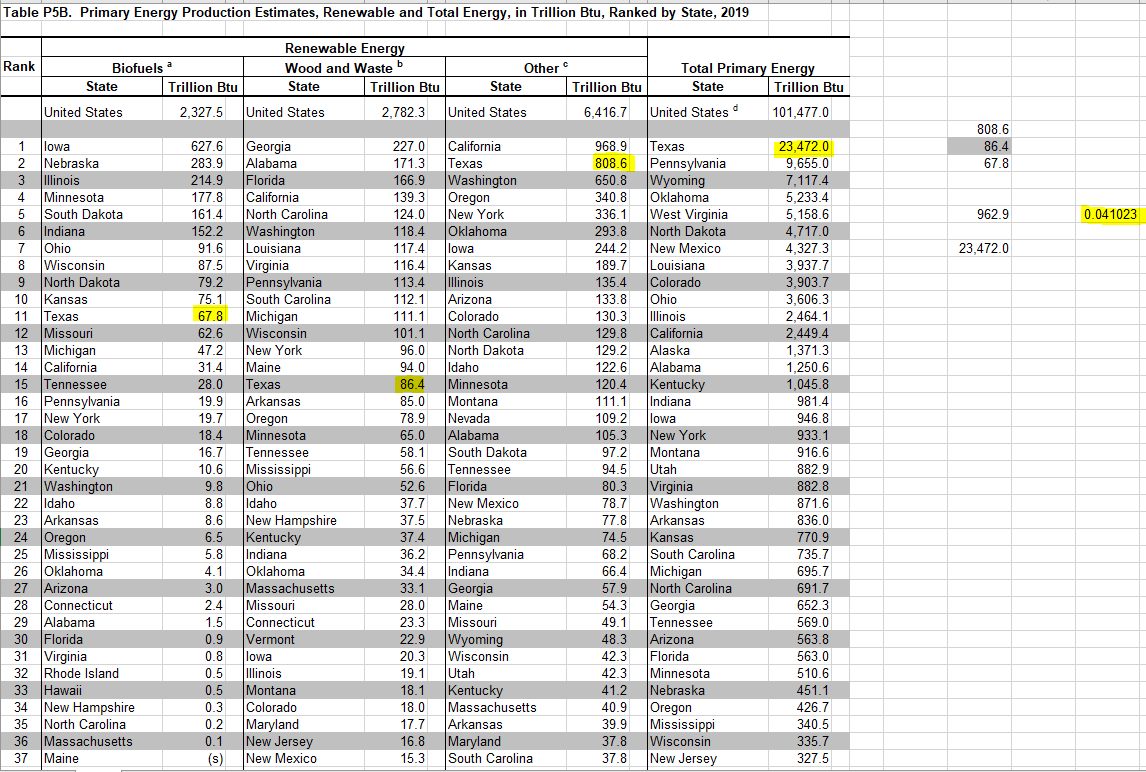 Table P5B. Primary Energy Production Estimates, Renewable and Total Energy, in Trillion Btu, Ranked by State, 2019
Renewable Energy
Rank Biofuels a Wood and Waste b Other c Total Primary Energy
State Trillion Btu State Trillion Btu State Trillion Btu State Trillion Btu
United States 2,327.5 United States 2,782.3 United States 6,416.7 United States d 101,477.0
808.6
1 Iowa 627.6 Georgia 227.0 California 968.9 Texas 23,472.0 86.4
2 Nebraska 283.9 Alabama 171.3 Texas 808.6 Pennsylvania 9,655.0 67.8
3 Illinois 214.9 Florida 166.9 Washington 650.8 Wyoming 7,117.4
4 Minnesota 177.8 California 139.3 Oregon 340.8 Oklahoma 5,233.4
5 South Dakota 161.4 North Carolina 124.0 New York 336.1 West Virginia 5,158.6 962.9 0.041023
6 Indiana 152.2 Washington 118.4 Oklahoma 293.8 North Dakota 4,717.0
7 Ohio 91.6 Louisiana 117.4 Iowa 244.2 New Mexico 4,327.3 23,472.0
8 Wisconsin 87.5 Virginia 116.4 Kansas 189.7 Louisiana 3,937.7
9 North Dakota 79.2 Pennsylvania 113.4 Illinois 135.4 Colorado 3,903.7
10 Kansas 75.1 South Carolina 112.1 Arizona 133.8 Ohio 3,606.3
11 Texas 67.8 Michigan 111.1 Colorado 130.3 Illinois 2,464.1
12 Missouri 62.6 Wisconsin 101.1 North Carolina 129.8 California 2,449.4
13 Michigan 47.2 New York 96.0 North Dakota 129.2 Alaska 1,371.3
14 California 31.4 Maine 94.0 Idaho 122.6 Alabama 1,250.6
15 Tennessee 28.0 Texas 86.4 Minnesota 120.4 Kentucky 1,045.8
16 Pennsylvania 19.9 Arkansas 85.0 Montana 111.1 Indiana 981.4
17 New York 19.7 Oregon 78.9 Nevada 109.2 Iowa 946.8
18 Colorado 18.4 Minnesota 65.0 Alabama 105.3 New York 933.1
19 Georgia 16.7 Tennessee 58.1 South Dakota 97.2 Montana 916.6
20 Kentucky 10.6 Mississippi 56.6 Tennessee 94.5 Utah 882.9
21 Washington 9.8 Ohio 52.6 Florida 80.3 Virginia 882.8
22 Idaho 8.8 Idaho 37.7 New Mexico 78.7 Washington 871.6
23 Arkansas 8.6 New Hampshire 37.5 Nebraska 77.8 Arkansas 836.0
24 Oregon 6.5 Kentucky 37.4 Michigan 74.5 Kansas 770.9
25 Mississippi 5.8 Indiana 36.2 Pennsylvania 68.2 South Carolina 735.7
26 Oklahoma 4.1 Oklahoma 34.4 Indiana 66.4 Michigan 695.7
27 Arizona 3.0 Massachusetts 33.1 Georgia 57.9 North Carolina 691.7
28 Connecticut 2.4 Missouri 28.0 Maine 54.3 Georgia 652.3
29 Alabama 1.5 Connecticut 23.3 Missouri 49.1 Tennessee 569.0
30 Florida 0.9 Vermont 22.9 Wyoming 48.3 Arizona 563.8
31 Virginia 0.8 Iowa 20.3 Wisconsin 42.3 Florida 563.0
32 Rhode Island 0.5 Illinois 19.1 Utah 42.3 Minnesota 510.6
33 Hawaii 0.5 Montana 18.1 Kentucky 41.2 Nebraska 451.1
34 New Hampshire 0.3 Colorado 18.0 Massachusetts 40.9 Oregon 426.7
35 North Carolina 0.2 Maryland 17.7 Arkansas 39.9 Mississippi 340.5
36 Massachusetts 0.1 New Jersey 16.8 Maryland 37.8 Wisconsin 335.7
37 Maine (s) New Mexico 15.3 South Carolina 37.8 New Jersey 327.5